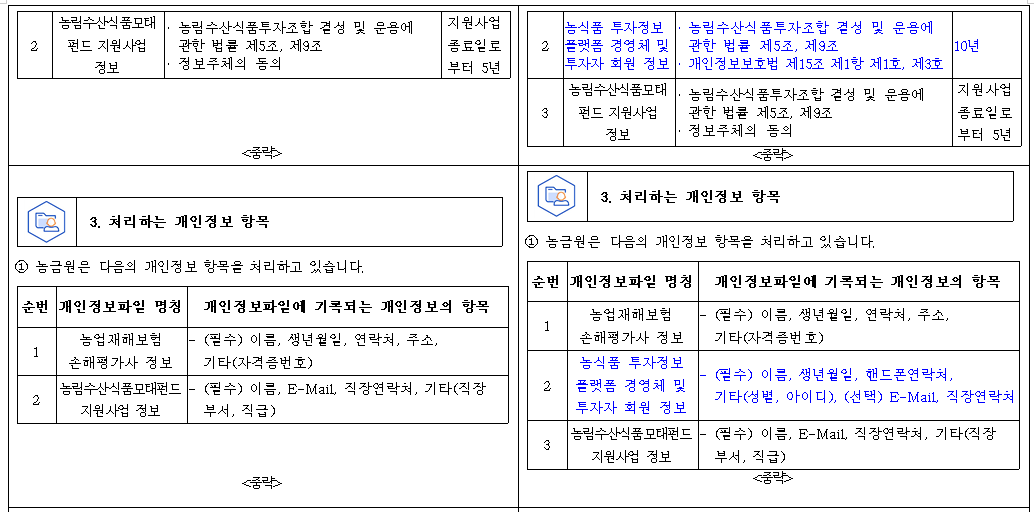 2
농림수산식품모태
펀드 지원사업
정보
· 농림수산식품투자조합 결성 및 운용에
관한 법률 제5조, 제9조
· 정보주체의 동의
지원사업
종료일로
부터 5년
<중략>
2
농식품 투자정보
플랫폼 경영체 및
투자자 회원 정보
· 농림수산식품투자조합 결성 및 운용에
관한 법률 제5조, 제9조
· 개인정보보호법 제15조 제1항 제1호, 제3호
10년
3
농림수산식품모태
펀드 지원사업
정보
· 농림수산식품투자조합 결성 및 운용에
관한 법률 제5조, 제9조
· 정보주체의 동의
지원사업
종료일로
부터 5년
<중략>
3. 처리하는 개인정보 항목
① 농금원은 다음의 개인정보 항목을 처리하고 있습니다.
순번 개인정보파일 명칭 개인정보파일에 기록되는 개인정보의 항목
1
농업재해보험
손해평가사 정보
- (필수) 이름, 생년월일, 연락처, 주소,
기타(자격증번호)
2
농림수산식품모태펀드
지원사업 정보
- (필수) 이름, E-Mail, 직장연락처, 기타(직장
부서, 직급)
<중략>
3. 처리하는 개인정보 항목
① 농금원은 다음의 개인정보 항목을 처리하고 있습니다.
순번 개인정보파일 명칭 개인정보파일에 기록되는 개인정보의 항목
1
농업재해보험
손해평가사 정보
- (필수) 이름, 생년월일, 연락처, 주소,
기타(자격증번호)
2
농식품 투자정보
플랫폼 경영체 및
투자자 회원 정보
- (필수) 이름, 생년월일, 핸드폰연락처,
기타(성별, 아이디), (선택) E-Mail, 직장연락처
3
농림수산식품모태펀드
지원사업 정보
- (필수) 이름, E-Mail, 직장연락처, 기타(직장
부서, 직급)
<중략>